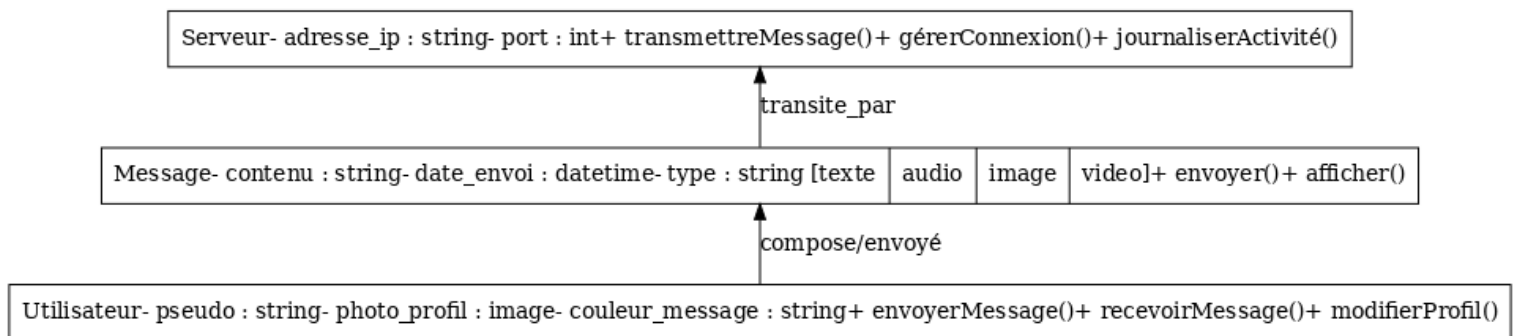 Serveur- adresse_ip : string- port : int+ transmettreMessage()+ gérerConnexion()+ journaliserActivité()
transite_par
Message- contenu : string- date_envoi : datetime- type : string [texte audio image video]+ envoyer()+ afficher()
compose/envoyé
Utilisateur- pseudo : string- photo_profil : image- couleur_message : string+ envoyerMessage()+ recevoirMessage()+ modifierProfil()